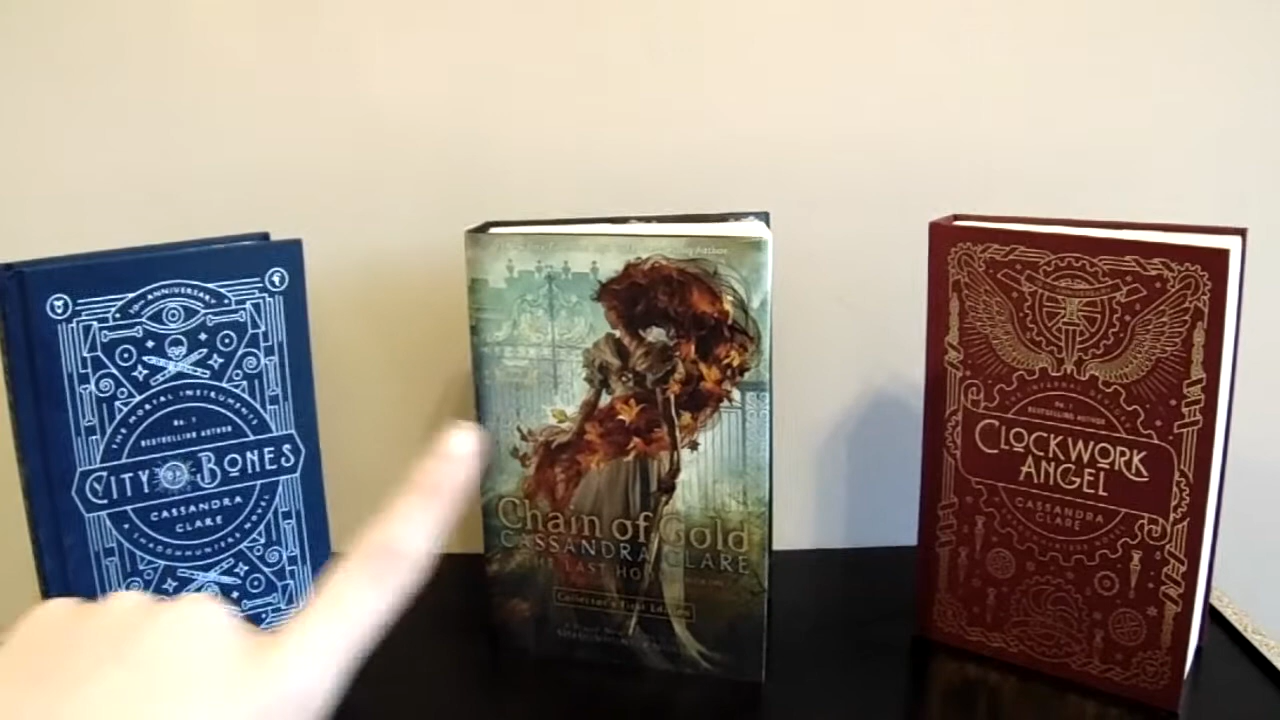 10TH ANNIVERSARY
THE MORTAL INSTRUMENTS
No. 1
BESTSELLING AUTHOR
CITY OF BONES
CASSANDRA
CLARE
A SHADOWHUNTERS NOVEL
Author
Chain of Gold
CASSANDRA CLARE
THE LAST HOURS
Collector's First Edition
THE INFERNAL DEVICES
No. 1
BESTSELLING AUTHOR
CLOCKWORK
ANGEL
CASSANDRA
CLARE